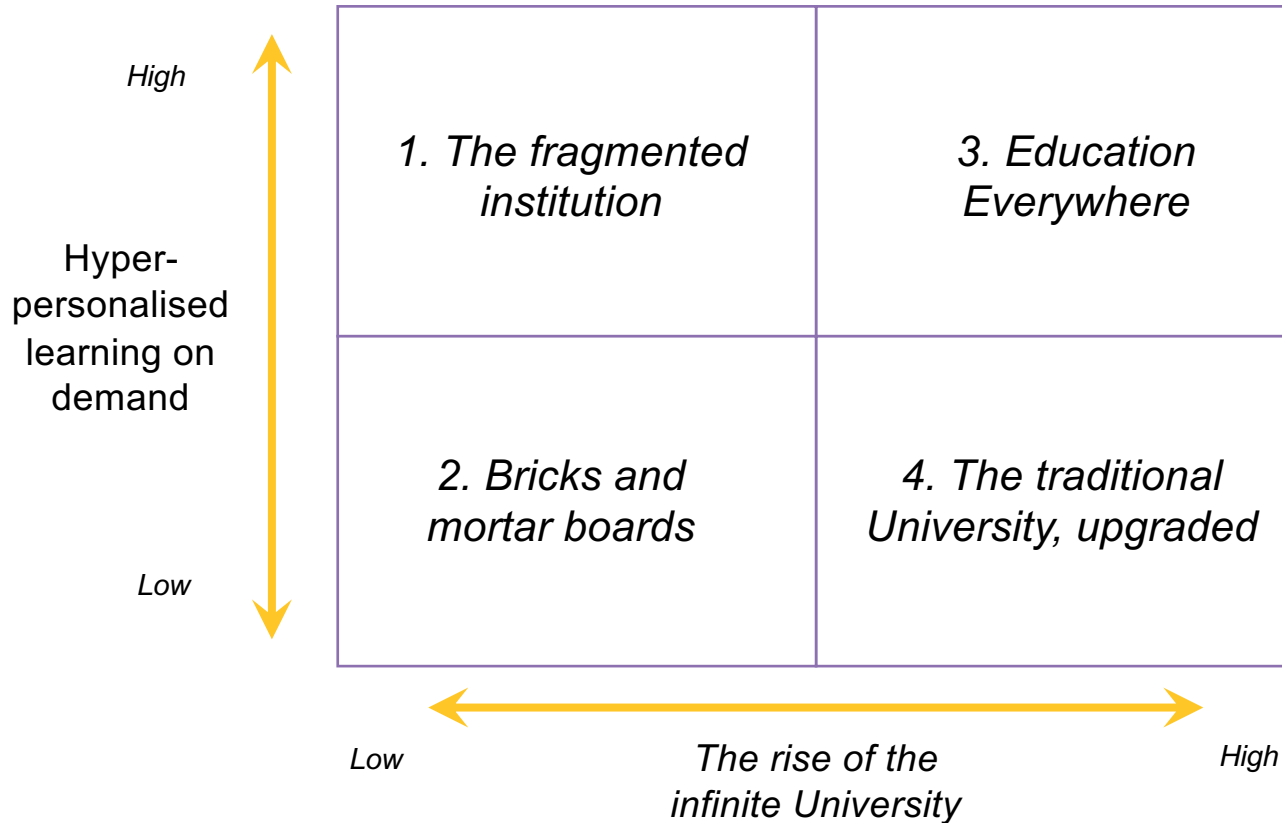 High
1. The fragmented
institution
3. Education
Everywhere
Hyper-
personalised
learning on
demand
2. Bricks and
mortar boards
4. The traditional
University, upgraded
Low
Low
The rise of the
infinite University
High